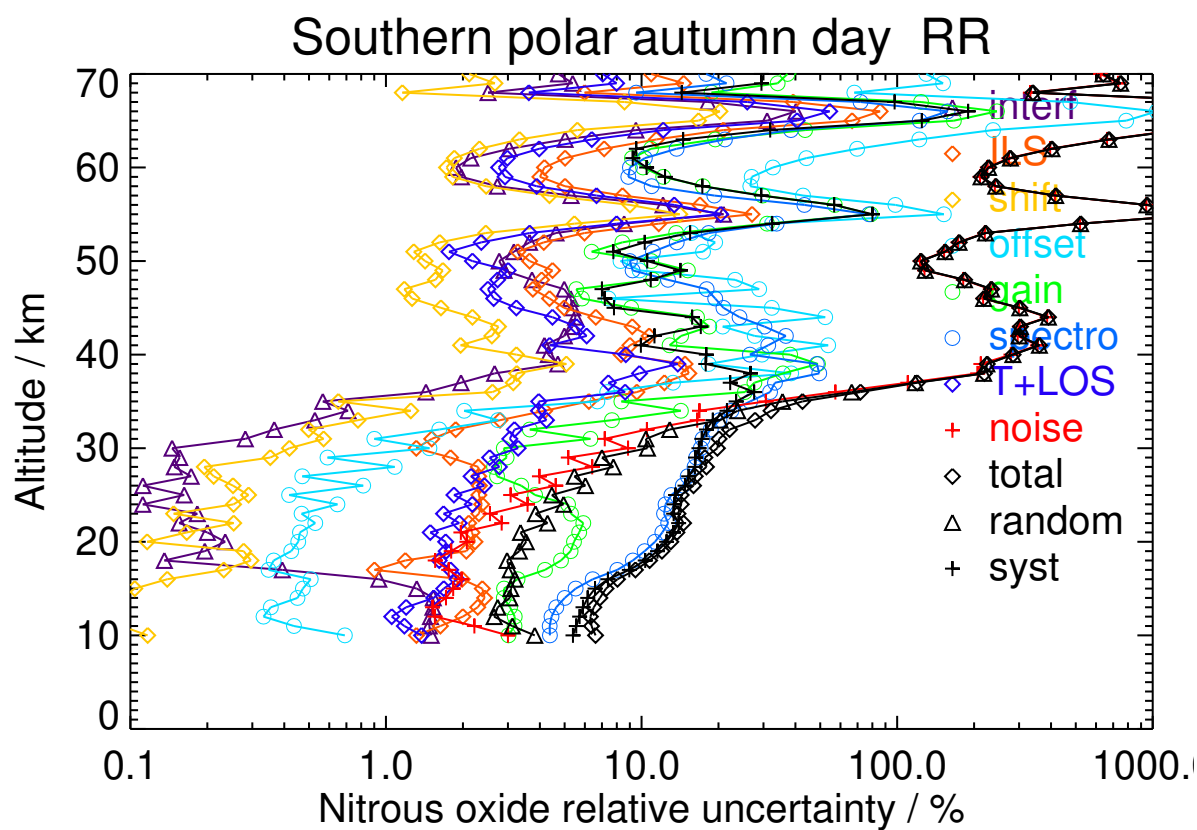 Southern polar autumn day RR
70
60
50
40
30
20
10
0
Altitude / km
interf
ILS
shift
offset
gain
spectro
T+LOS
noise
total
random
syst
0.1 1.0 10.0 100.0 1000.0
Nitrous oxide relative uncertainty / %